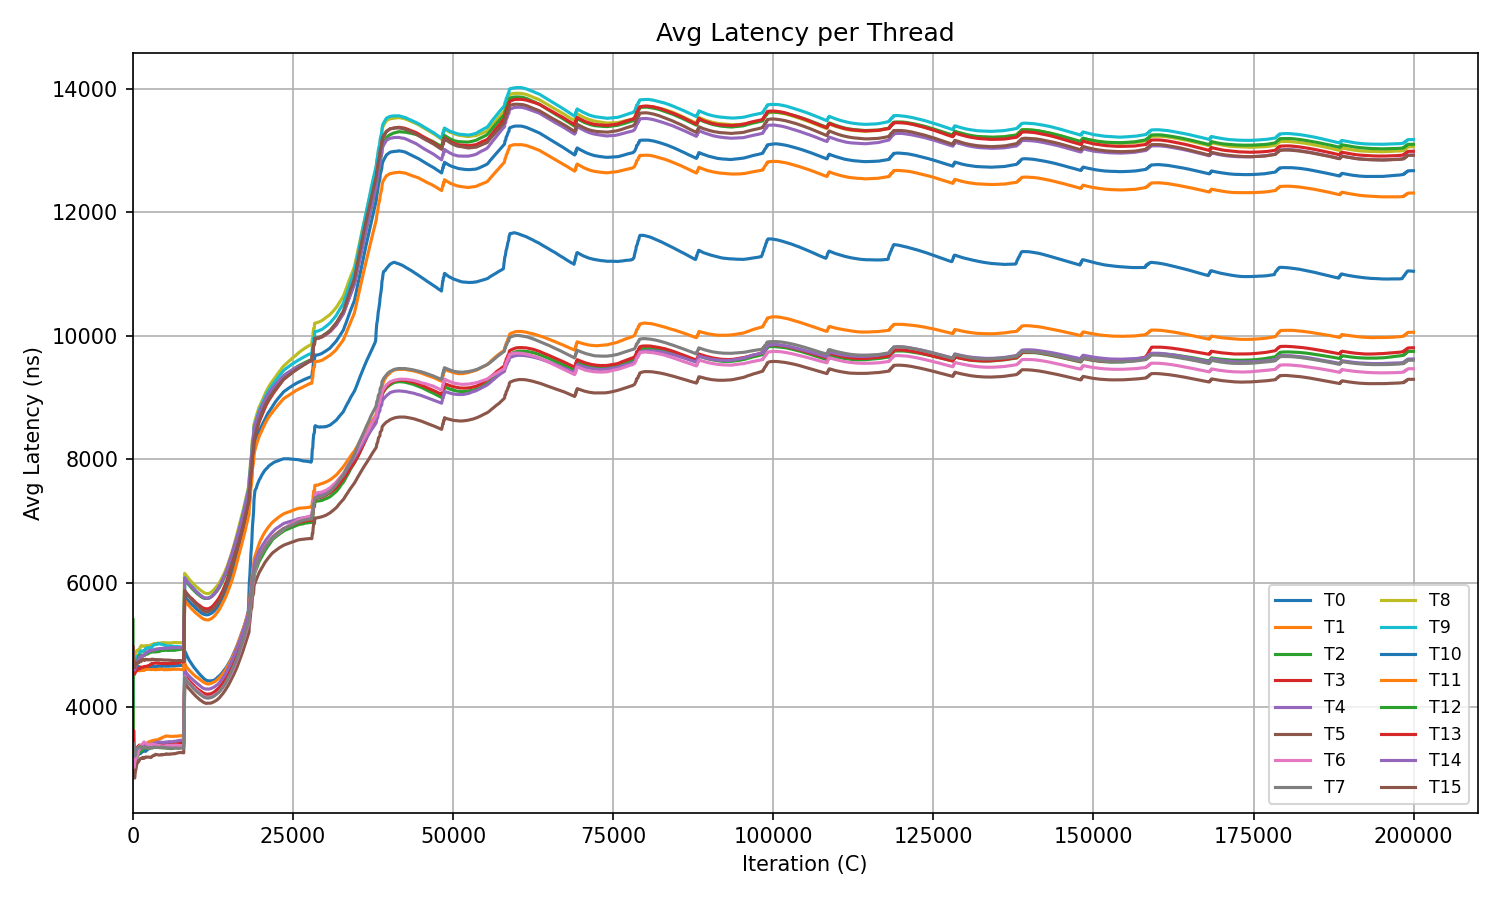 Avg Latency per Thread
Avg Latency (ns)
14000
12000
10000
8000
6000
4000
0 25000 50000 75000 100000 125000 150000 175000 200000
Iteration (C)
T0 T8
T1 T9
T2 T10
T3 T11
T4 T12
T5 T13
T6 T14
T7 T15